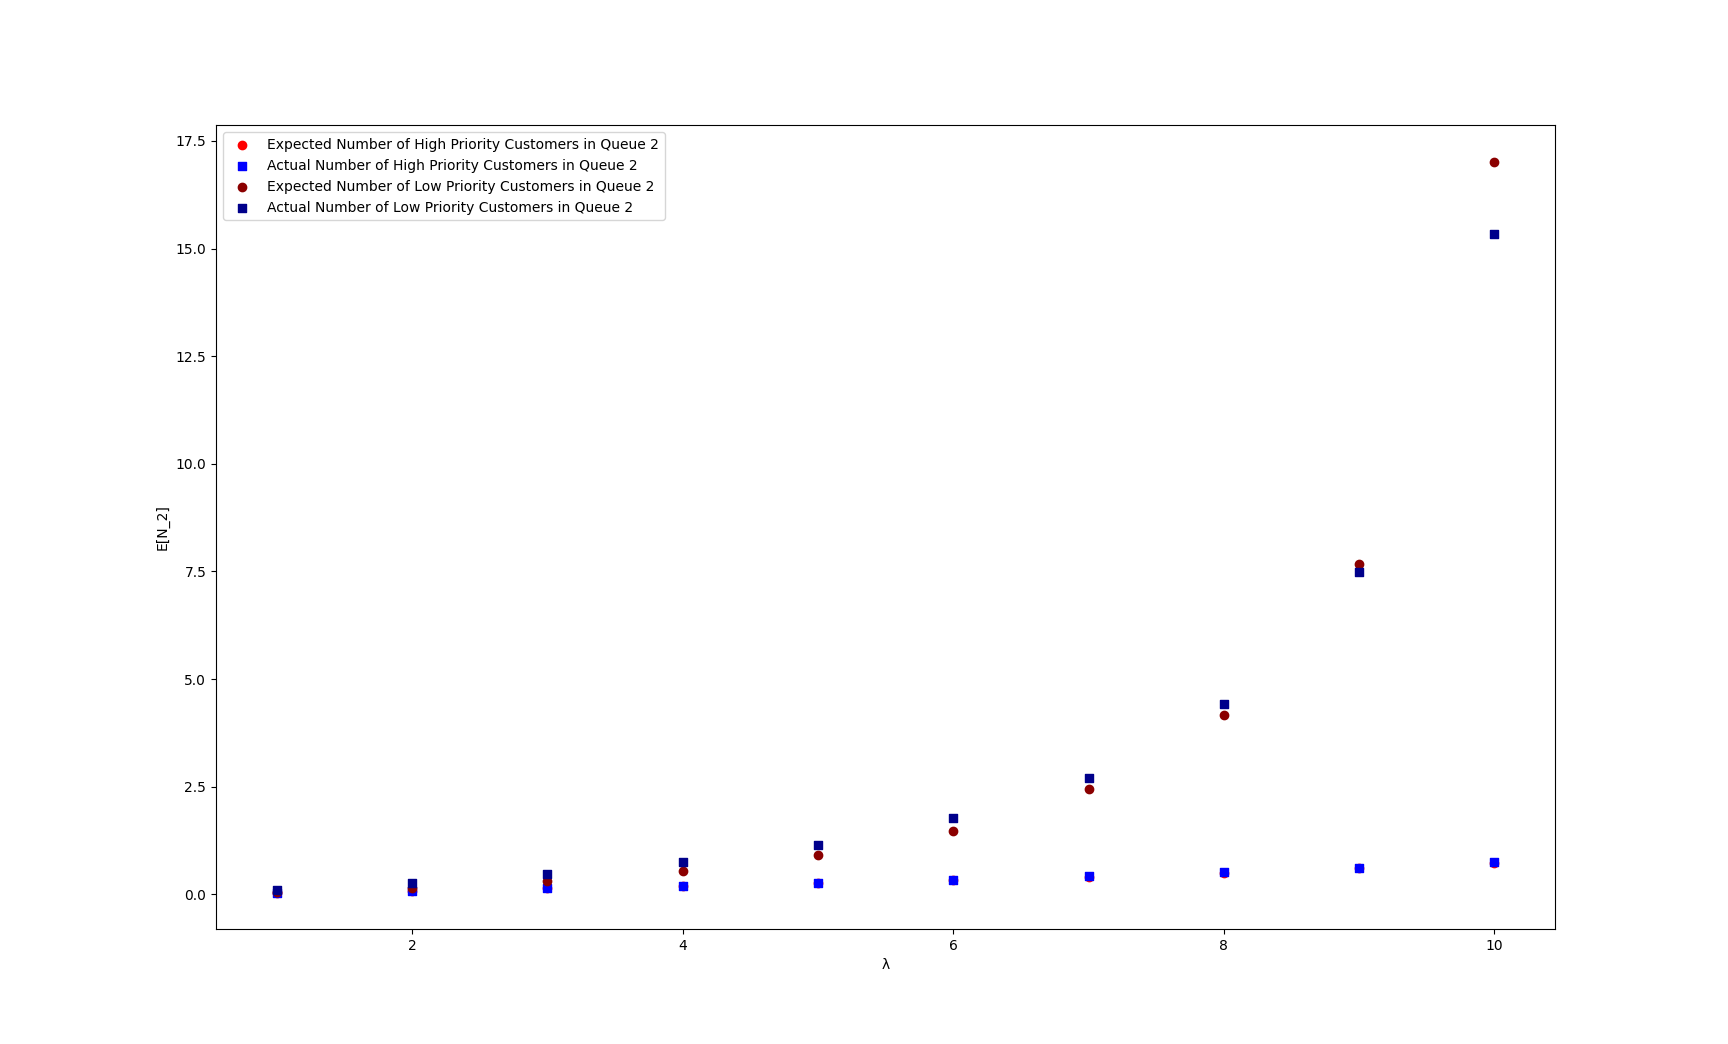 Expected Number of High Priority Customers in Queue 2
Actual Number of High Priority Customers in Queue 2
Expected Number of Low Priority Customers in Queue 2
Actual Number of Low Priority Customers in Queue 2
17.5
15.0
12.5
10.0
7.5
5.0
2.5
0.0
E[N_2]
2 4 6 8 10
λ